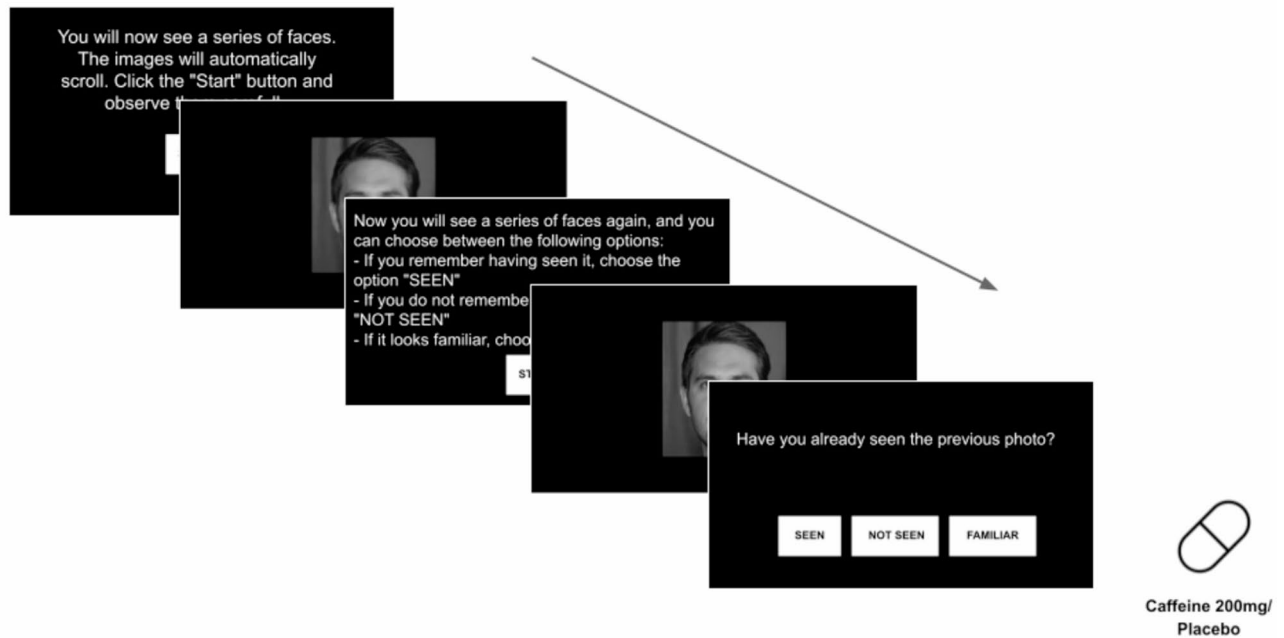 You will now see a series of faces.
The images will automatically
scroll. Click the "Start" button and
observe
Now you will see a series of faces again, and you
can choose between the following options:
- If you remember having seen it, choose the
option "SEEN"
- If you do not
"NOT SEEN"
- If it looks familiar,
Have you already seen the previous photo?
SEEN
NOT SEEN
FAMILIAR
Caffeine 200mg/
Placebo